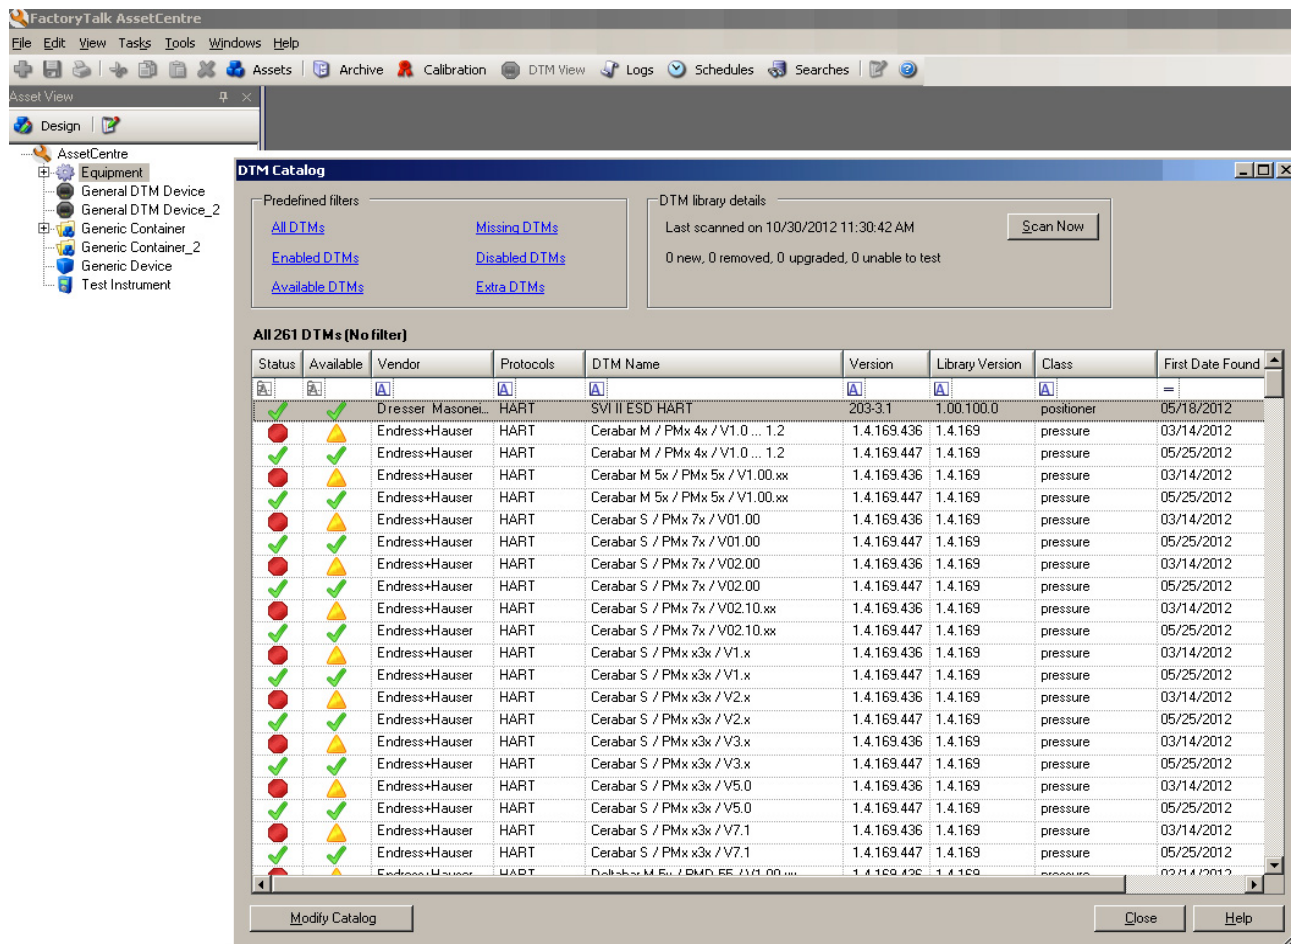 FactoryTalk AssetCentre
File Edit View Tasks Tools Windows Help
Assets Archive Calibration DTM View Logs Schedules Searches
Asset View
Design
AssetCentre
Equipment
General DTM Device
General DTM Device_2
Generic Container
Generic Container_2
Generic Device
Test Instrument
DTM Catalog
Predefined filters
All DTMs Missing DTMs
Enabled DTMs Disabled DTMs
Available DTMs Extra DTMs
DTM library details
Last scanned on 10/30/2012 11:30:42 AM Scan Now
0 new, 0 removed, 0 upgraded, 0 unable to test
All 261 DTMs (No filter)
Status Available Vendor Protocols DTM Name Version Library Version Class First Date Found
Dresser Masonei... HART SVI II ESD HART 203-3.1 1.00.100.0 positioner 05/18/2012
Endress+Hauser HART Cerabar M / PMx 4x / V1.0 ... 1.2 1.4.169.436 1.4.169 pressure 03/14/2012
Endress+Hauser HART Cerabar M / PMx 4x / V1.0 ... 1.2 1.4.169.447 1.4.169 pressure 05/25/2012
Endress+Hauser HART Cerabar M 5x / PMx 5x / V1.00.xx 1.4.169.436 1.4.169 pressure 03/14/2012
Endress+Hauser HART Cerabar M 5x / PMx 5x / V1.00.xx 1.4.169.447 1.4.169 pressure 05/25/2012
Endress+Hauser HART Cerabar S / PMx 7x / V01.00 1.4.169.436 1.4.169 pressure 03/14/2012
Endress+Hauser HART Cerabar S / PMx 7x / V01.00 1.4.169.447 1.4.169 pressure 05/25/2012
Endress+Hauser HART Cerabar S / PMx 7x / V02.00 1.4.169.436 1.4.169 pressure 03/14/2012
Endress+Hauser HART Cerabar S / PMx 7x / V02.00 1.4.169.447 1.4.169 pressure 05/25/2012
Endress+Hauser HART Cerabar S / PMx 7x / V02.10.xx 1.4.169.436 1.4.169 pressure 03/14/2012
Endress+Hauser HART Cerabar S / PMx 7x / V02.10.xx 1.4.169.447 1.4.169 pressure 05/25/2012
Endress+Hauser HART Cerabar S / PMx x3x / V1.x 1.4.169.436 1.4.169 pressure 03/14/2012
Endress+Hauser HART Cerabar S / PMx x3x / V1.x 1.4.169.447 1.4.169 pressure 05/25/2012
Endress+Hauser HART Cerabar S / PMx x3x / V2.x 1.4.169.436 1.4.169 pressure 03/14/2012
Endress+Hauser HART Cerabar S / PMx x3x / V2.x 1.4.169.447 1.4.169 pressure 05/25/2012
Endress+Hauser HART Cerabar S / PMx x3x / V3.x 1.4.169.436 1.4.169 pressure 03/14/2012
Endress+Hauser HART Cerabar S / PMx x3x / V3.x 1.4.169.447 1.4.169 pressure 05/25/2012
Endress+Hauser HART Cerabar S / PMx x3x / V5.0 1.4.169.436 1.4.169 pressure 03/14/2012
Endress+Hauser HART Cerabar S / PMx x3x / V5.0 1.4.169.447 1.4.169 pressure 05/25/2012
Endress+Hauser HART Cerabar S / PMx x3x / V7.1 1.4.169.436 1.4.169 pressure 03/14/2012
Endress+Hauser HART Cerabar S / PMx x3x / V7.1 1.4.169.447 1.4.169 pressure 05/25/2012
Modify Catalog Close Help